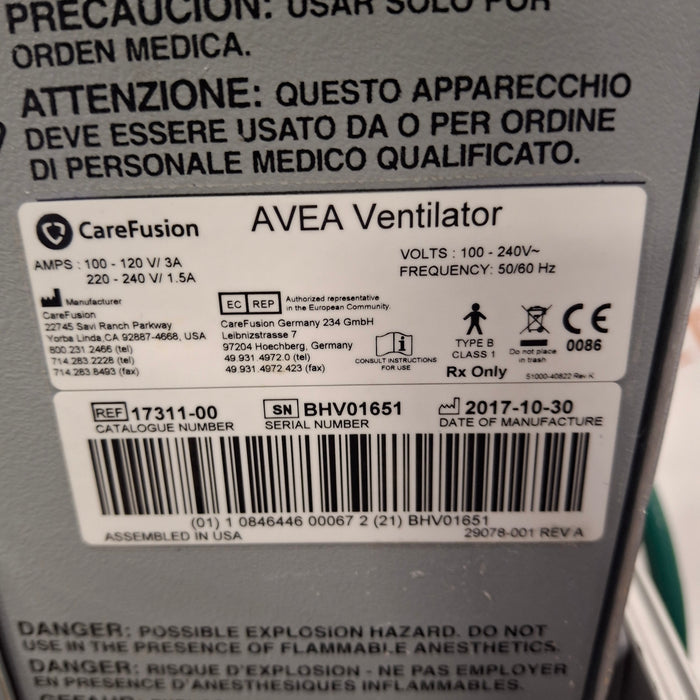 PRECAUCION: USAR SOLO POR
ORDEN MEDICA.
ATTENZIONE: QUESTO APPARECCHIO
DEVE ESSERE USATO DA O PER ORDINE
DI PERSONALE MEDICO QUALIFICATO.
CareFusion
AVEA Ventilator
AMPS : 100 - 120 V/ 3A
220 - 240 V/ 1.5A
VOLTS : 100 - 240V~
FREQUENCY: 50/60 Hz
Manufacturer
CareFusion
22745 Savi Ranch Parkway
Yorba Linda,CA 92887-4668, USA
800.231.2466 (tel)
714.283.2228 (tel)
714.283.8493 (fax)
EC REP
Authorized representative
in the European Community.
CareFusion Germany 234 GmbH
Leibnizstrasse 7
97204 Hoechberg, Germany
49.931.4972.0 (tel)
49.931.4972.423 (fax)
CONSULT INSTRUCTIONS
FOR USE
TYPE B
CLASS 1
Rx Only
Do not place
in trash
CE
0086
51000-40822 Rev K
REF 17311-00
CATALOGUE NUMBER
SN BHV01651
SERIAL NUMBER
2017-10-30
DATE OF MANUFACTURE
(01) 1 0846446 00067 2 (21) BHV01651
ASSEMBLED IN USA
29078-001 REV A
DANGER: POSSIBLE EXPLOSION HAZARD. DO NOT
USE IN THE PRESENCE OF FLAMMABLE ANESTHETICS.
DANGER: RISQUE D'EXPLOSION - NE PAS EMPLOYER
EN PRESENCE D'ANESTHESIQUES INFLAMMABLES.